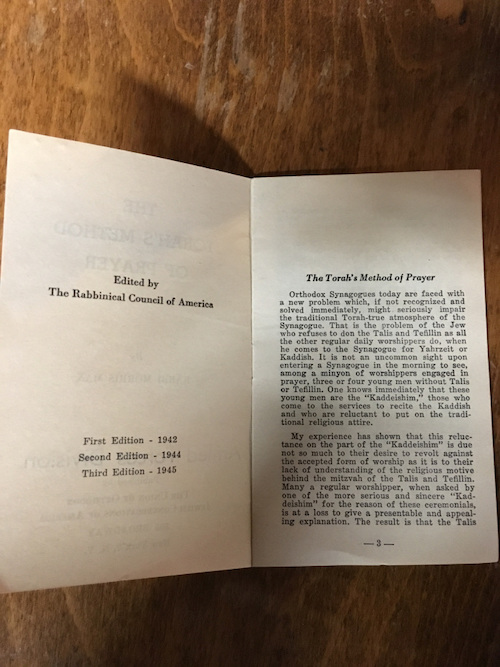 Edited by
The Rabbinical Council of America
First Edition - 1942
Second Edition - 1944
Third Edition - 1945
The Torah's Method of Prayer
Orthodox Synagogues today are faced with
a new problem which, if not recognized and
solved immediately, might seriously impair
the traditional Torah-true atmosphere of the
Synagogue. That is the problem of the Jew
who refuses to don the Talis and Tefillin as all
the other regular daily worshippers do, when
he comes to the Synagogue for Yahrzeit or
Kaddish. It is not an uncommon sight upon
entering a Synagogue in the morning to see,
among a minyon of worshippers engaged in
prayer, three or four young men without Talis
or Tefillin. One knows immediately that these
young men are the "Kaddeishim," those who
come to the services to recite the Kaddish
and who are reluctant to put on the tradi-
tional religious attire.
My experience has shown that this reluc-
tance on the part of the "Kaddeishim" is due
not so much to their desire to revolt against
the accepted form of worship as it is to their
lack of understanding of the religious motive
behind the mitzvah of the Talis and Tefillin.
Many a regular worshipper, when asked by
one of the more serious and sincere "Kad-
deishim" for the reason of these ceremonials,
is at a loss to give a presentable and appeal-
ing explanation. The result is that the Talis
— 3 —